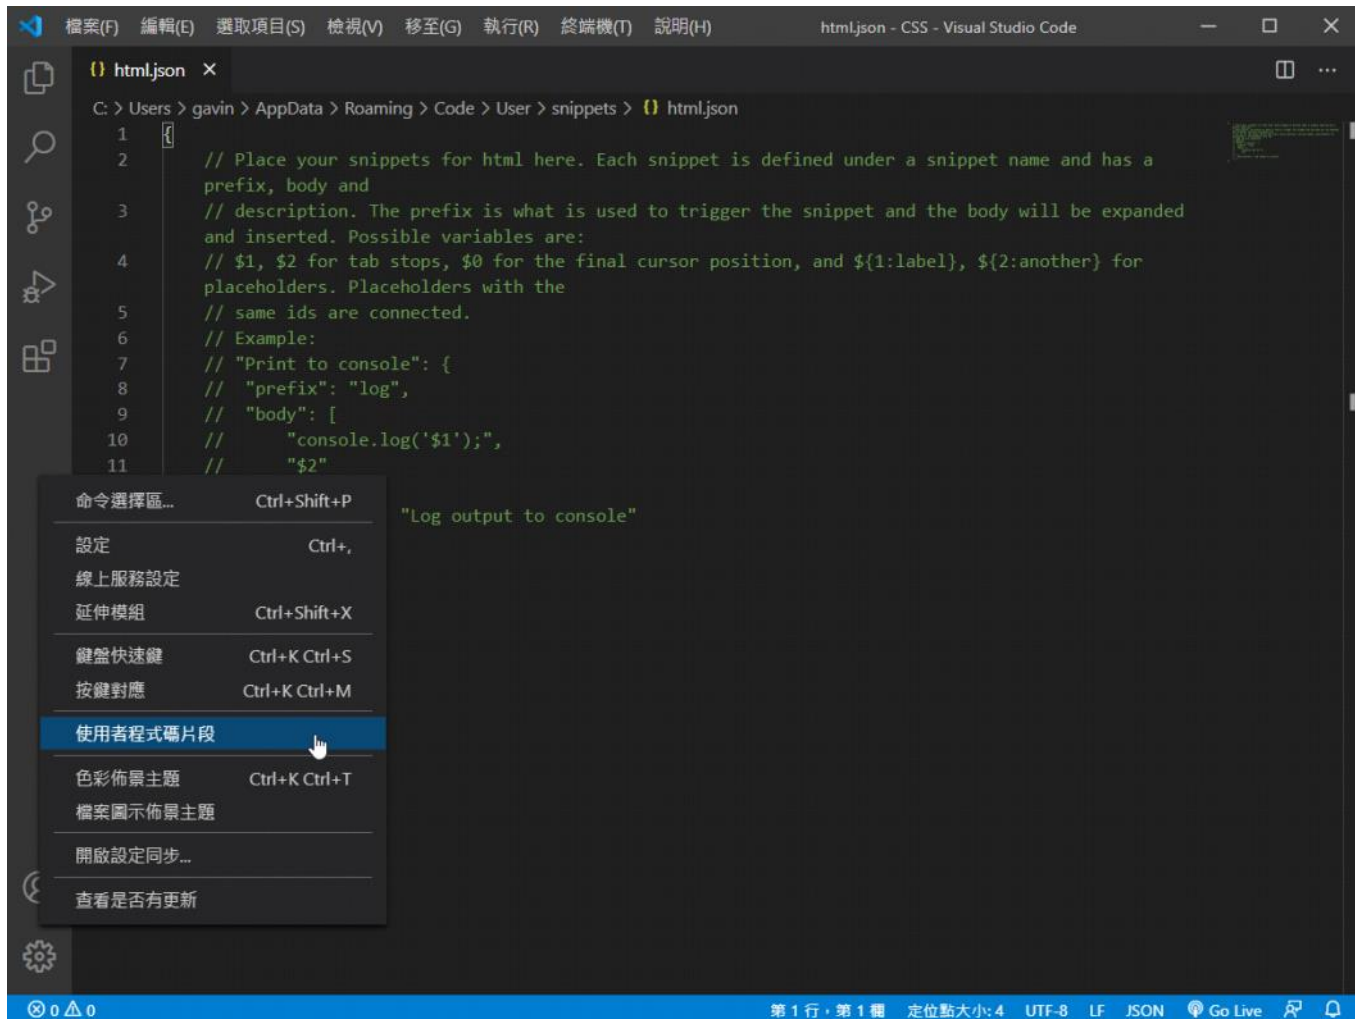 檔案(F) 編輯(E) 選取項目(S) 檢視(V) 移至(G) 執行(R) 終端機(T) 說明(H) html.json - CSS - Visual Studio Code
{} html.json
C: > Users > gavin > AppData > Roaming > Code > User > snippets > {} html.json
1 {
2 // Place your snippets for html here. Each snippet is defined under a snippet name and has a
prefix, body and
3 // description. The prefix is what is used to trigger the snippet and the body will be expanded
and inserted. Possible variables are:
4 // $1, $2 for tab stops, $0 for the final cursor position, and ${1:label}, ${2:another} for
placeholders. Placeholders with the
5 // same ids are connected.
6 // Example:
7 // "Print to console": {
8 // "prefix": "log",
9 // "body": [
10 // "console.log('$1');",
11 // "$2"
"Log output to console"
命令選擇區... Ctrl+Shift+P
設定 Ctrl+,
線上服務設定
延伸模組 Ctrl+Shift+X
鍵盤快速鍵 Ctrl+K Ctrl+S
按鍵對應 Ctrl+K Ctrl+M
使用者程式碼片段
色彩佈景主題 Ctrl+K Ctrl+T
檔案圖示佈景主題
開啟設定同步...
查看是否有更新
0 0 第 1 行，第 1 欄 定位點大小: 4 UTF-8 LF JSON Go Live